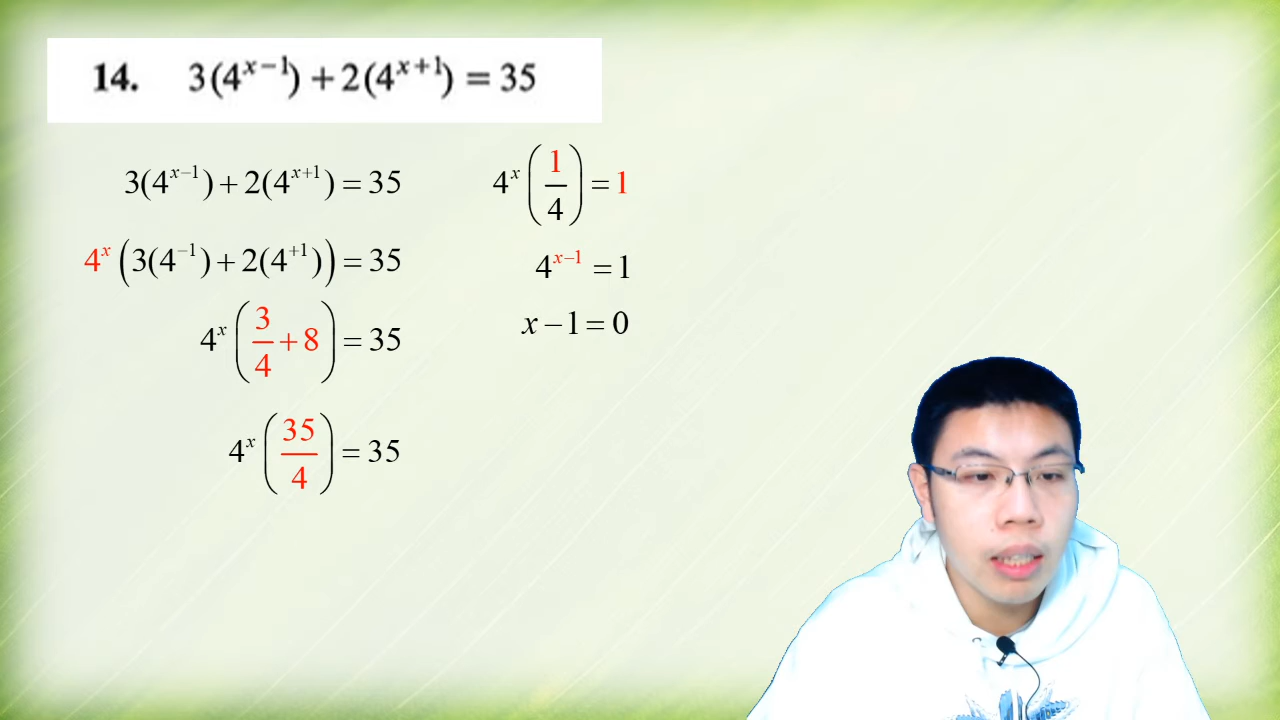 14. 3(4^{x−1}) + 2(4^{x+1}) = 35
3(4^{x−1}) + 2(4^{x+1}) = 35
4^x (3(4^{−1}) + 2(4^{+1})) = 35
4^x (3/4 + 8) = 35
4^x (35/4) = 35
4^x (1/4) = 1
4^{x−1} = 1
x − 1 = 0